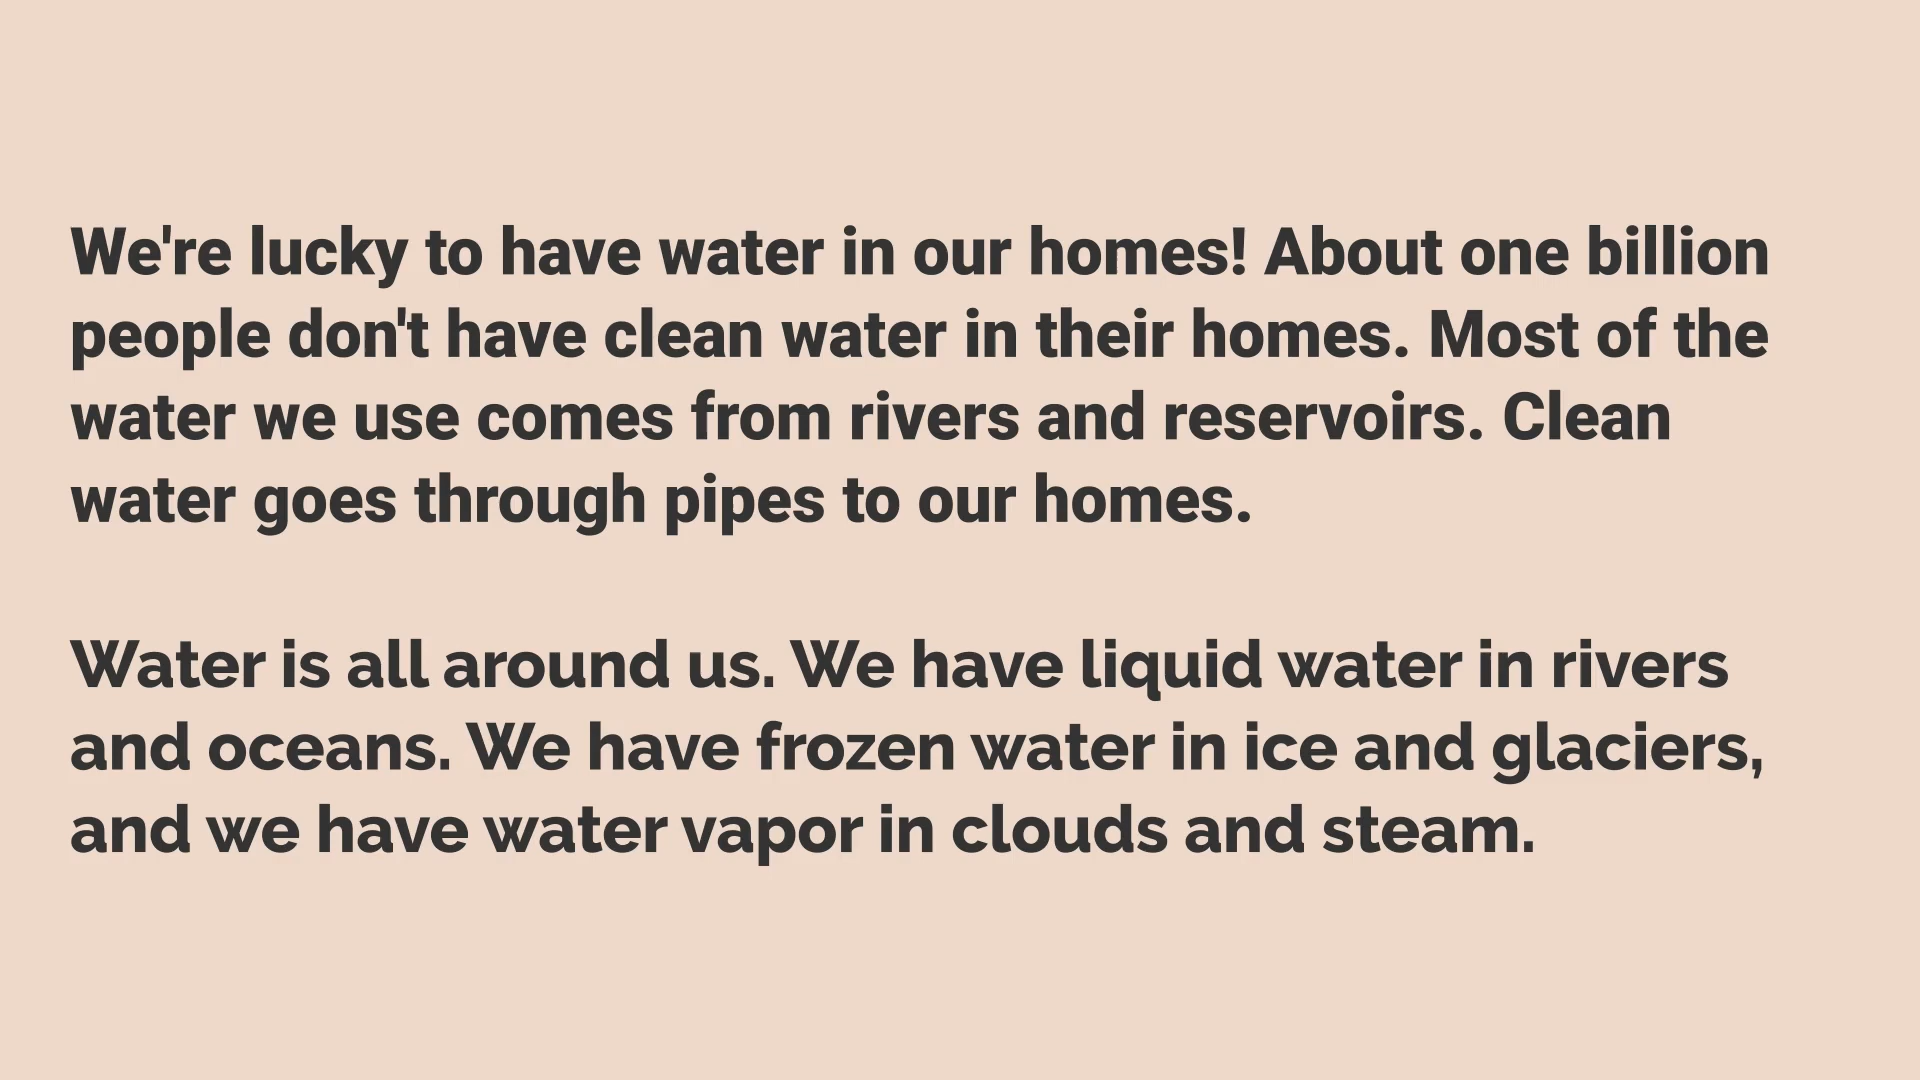 We're lucky to have water in our homes! About one billion
people don't have clean water in their homes. Most of the
water we use comes from rivers and reservoirs. Clean
water goes through pipes to our homes.
Water is all around us. We have liquid water in rivers
and oceans. We have frozen water in ice and glaciers,
and we have water vapor in clouds and steam.